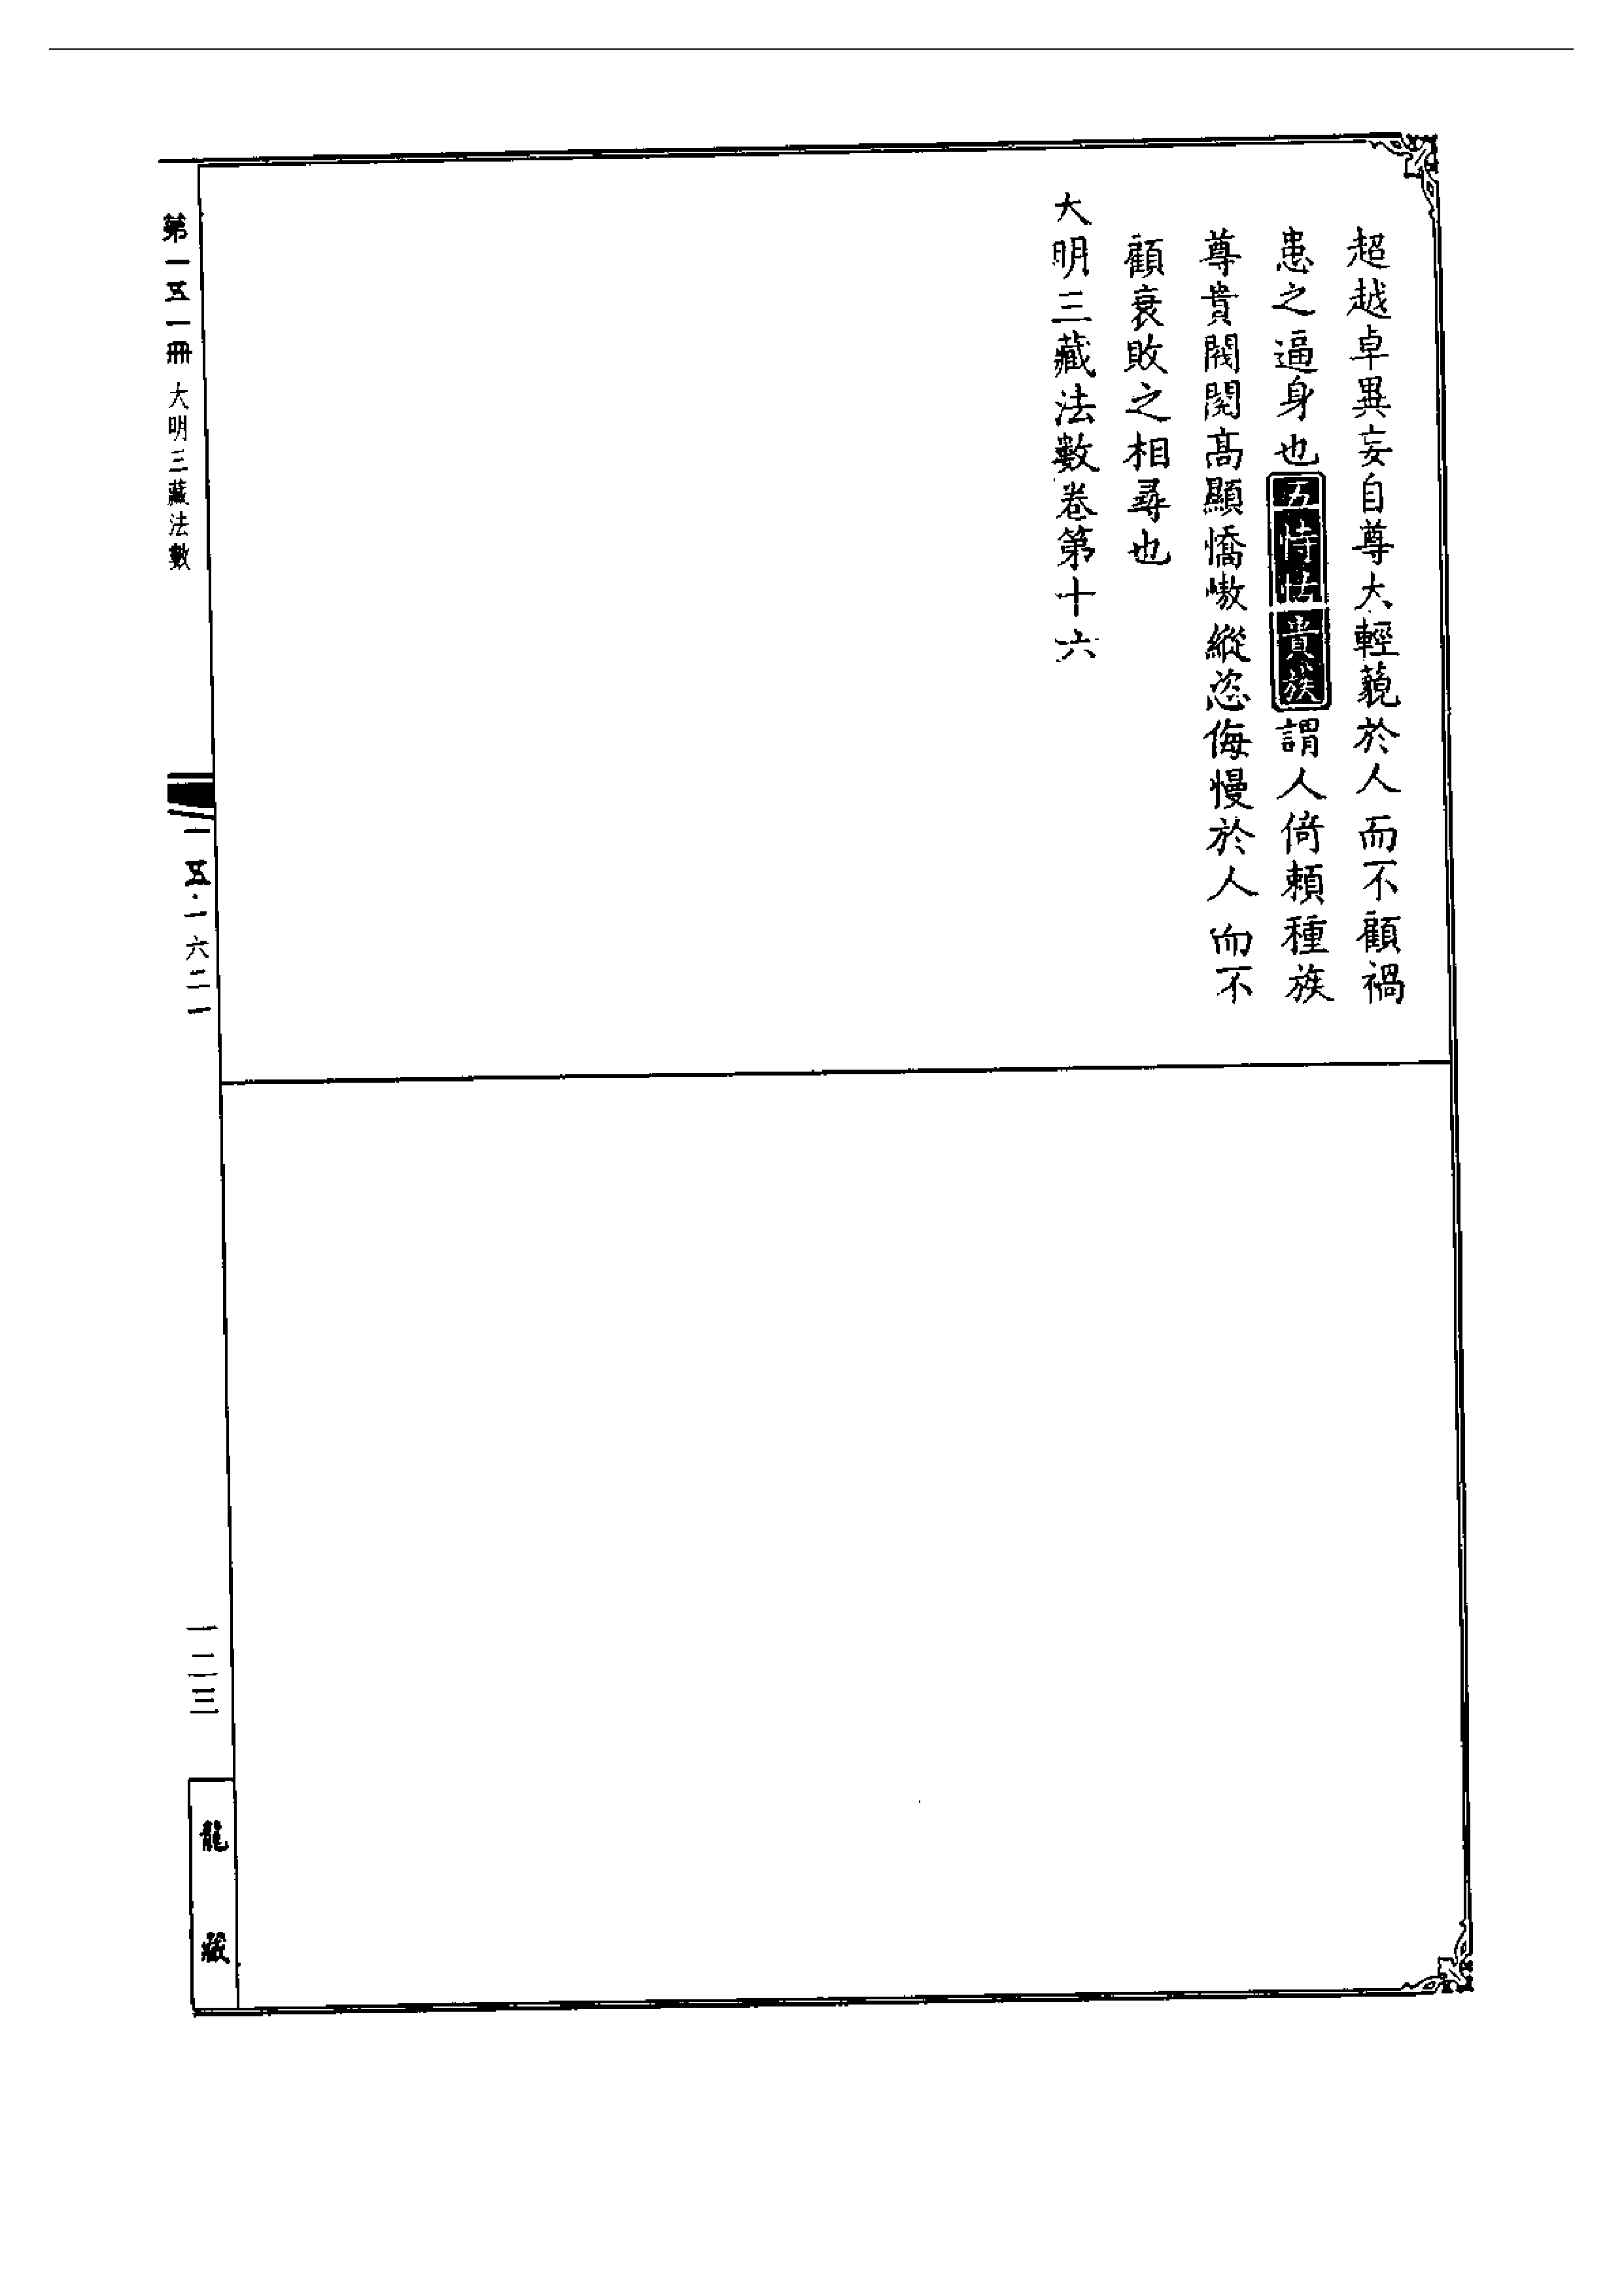 超越卓異妄自尊大輕藐於人而不顧禍
患之逼身也五恃怙貴族謂人倚賴種族
尊貴閥閱高顯憍傲縱恣侮慢於人而不
顧衰敗之相尋也
大明三藏法數卷第十六
第一五一冊 大明三藏法數
一五一·六二一
一二三
龍藏